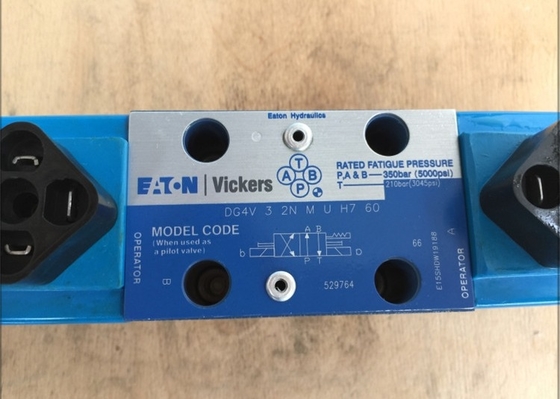 Eaton Hydraulics
T
A B
P
RATED FATIGUE PRESSURE
P,A & B — 350bar (5000psi)
T — 210bar(3045psi)
EATON | Vickers
DG4V 3 2N M U H7 60
MODEL CODE
(When used as
a pilot valve)
A B
b D
P T
66
529764
OPERATOR
B
A
OPERATOR